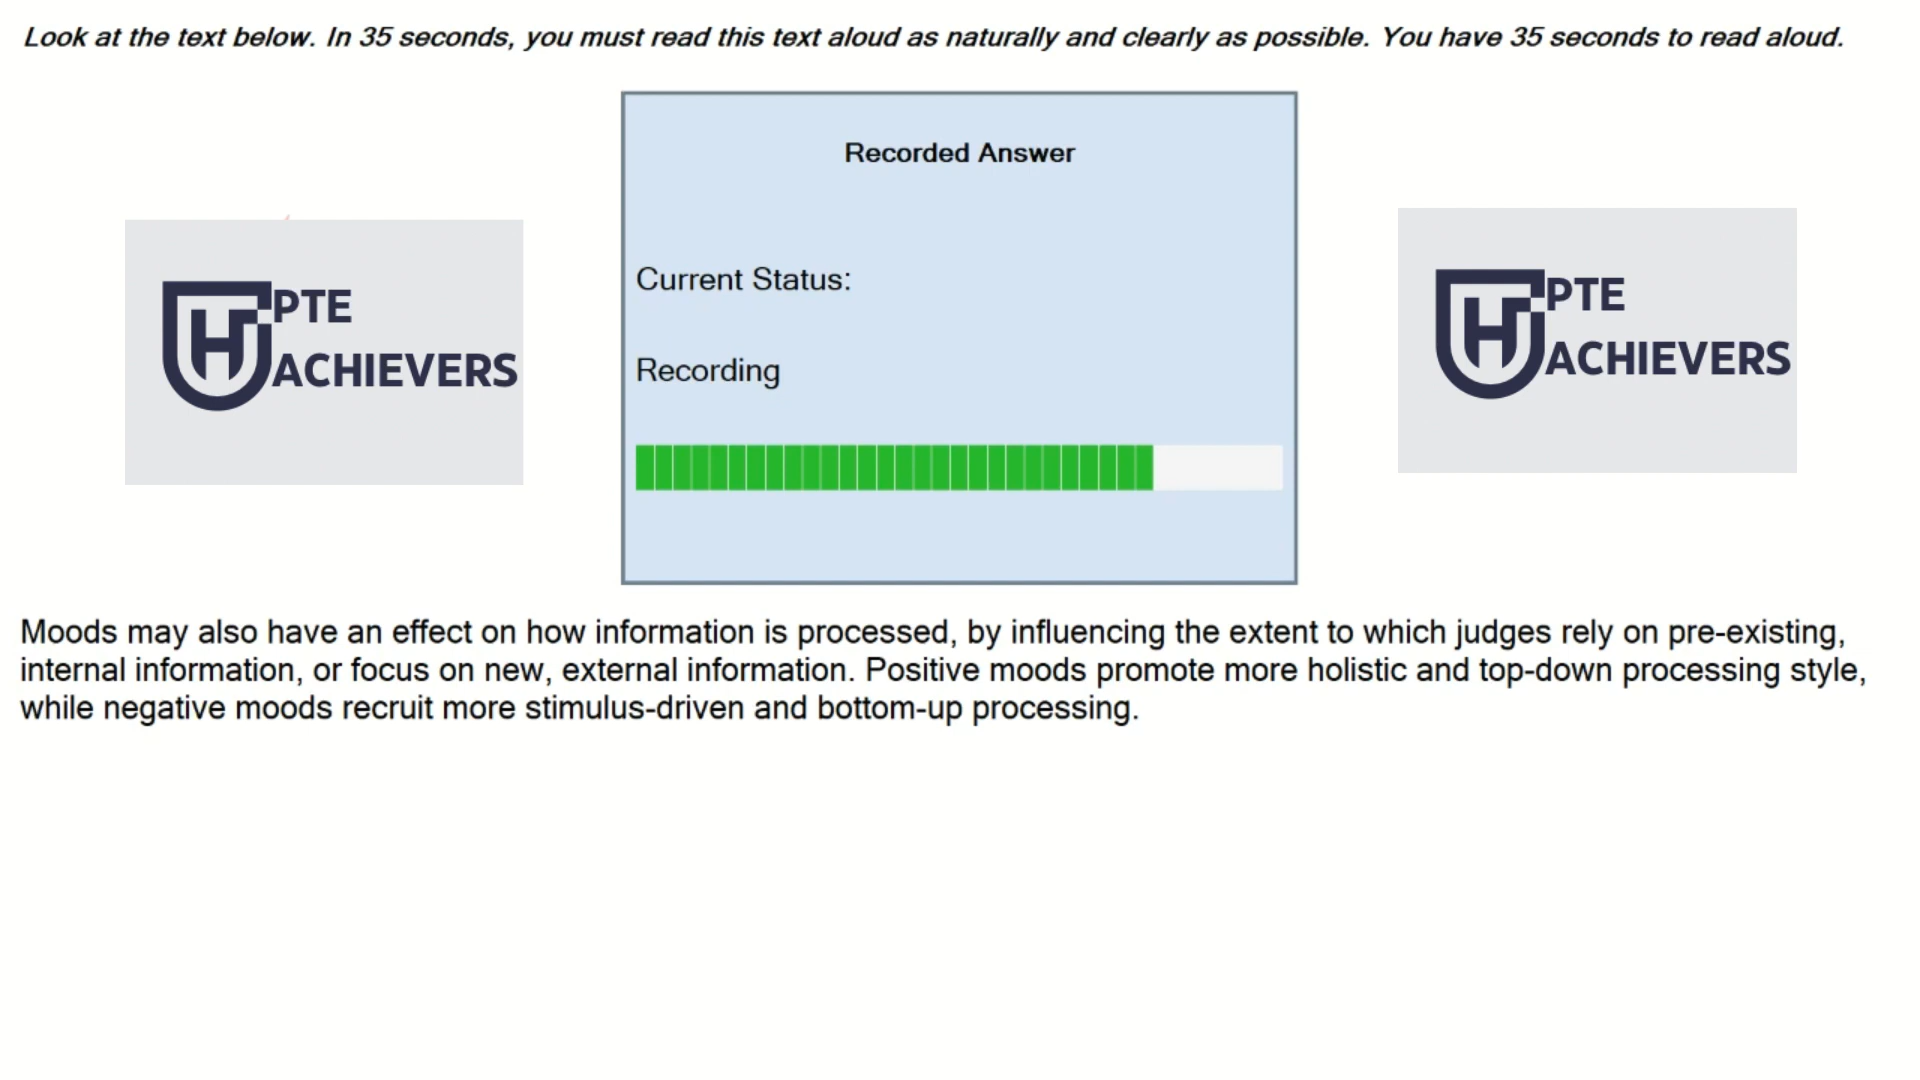 Look at the text below. In 35 seconds, you must read this text aloud as naturally and clearly as possible. You have 35 seconds to read aloud.
Recorded Answer
Current Status:
Recording
PTE
ACHIEVERS
PTE
ACHIEVERS
Moods may also have an effect on how information is processed, by influencing the extent to which judges rely on pre-existing,
internal information, or focus on new, external information. Positive moods promote more holistic and top-down processing style,
while negative moods recruit more stimulus-driven and bottom-up processing.